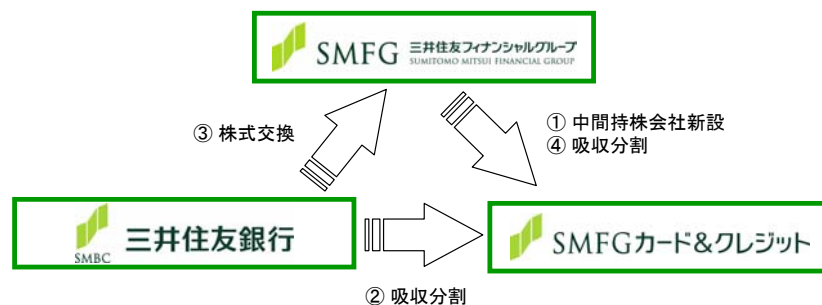 SMFG 三井住友フィナンシャルグループ
SUMITOMO MITSUI FINANCIAL GROUP
③ 株式交換
① 中間持株会社新設
④ 吸収分割
SMBC 三井住友銀行
SMFGカード&クレジット
② 吸収分割